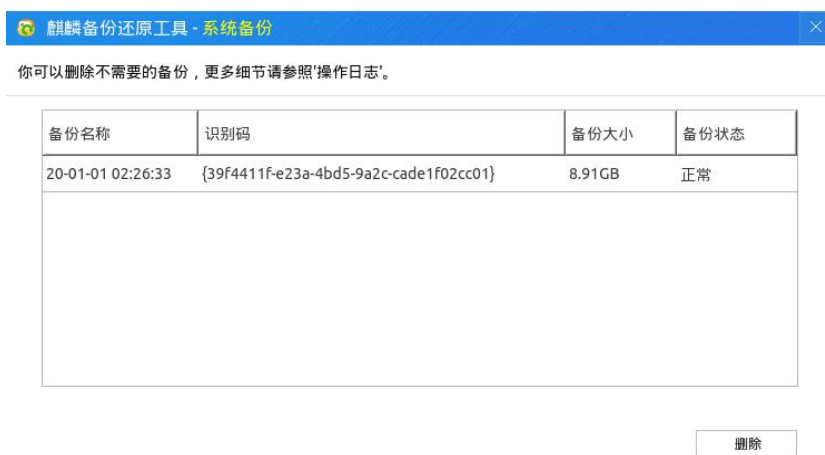 麒麟备份还原工具 - 系统备份
你可以删除不需要的备份，更多细节请参照'操作日志'。
备份名称 识别码 备份大小 备份状态
20-01-01 02:26:33 {39f4411f-e23a-4bd5-9a2c-cade1f02cc01} 8.91GB 正常
删除